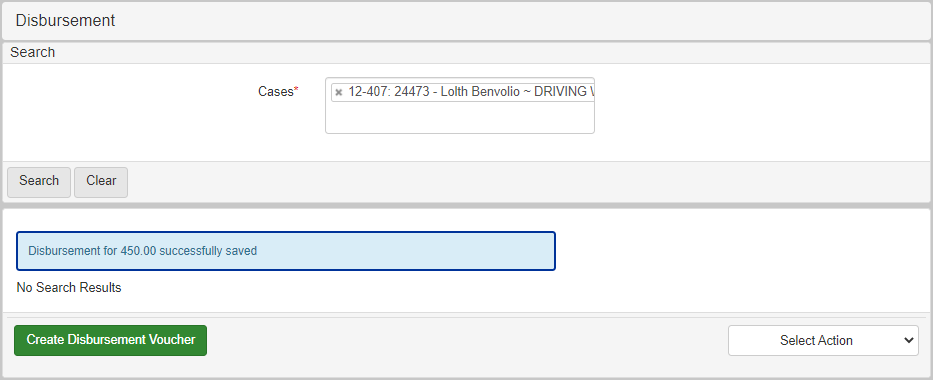 Disbursement
Search
Cases*
× 12-407: 24473 - Lolth Benvolio ~ DRIVING
Search Clear
Disbursement for 450.00 successfully saved
No Search Results
Create Disbursement Voucher Select Action